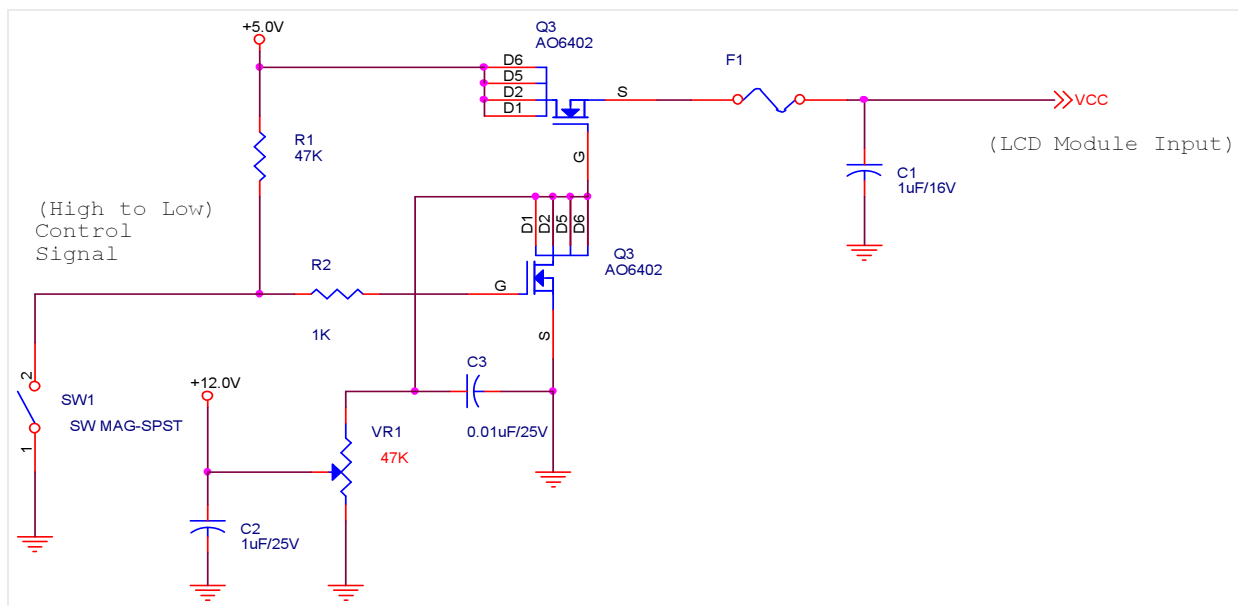 +5.0V
Q3
AO6402
D6
D5
D2
D1
S
G
F1
VCC
(LCD Module Input)
R1
47K
C1
1uF/16V
(High to Low)
Control
Signal
D1
D2
D5
D6
Q3
AO6402
R2
1K
G
S
2
1
SW1
SW MAG-SPST
+12.0V
C3
0.01uF/25V
VR1
47K
C2
1uF/25V